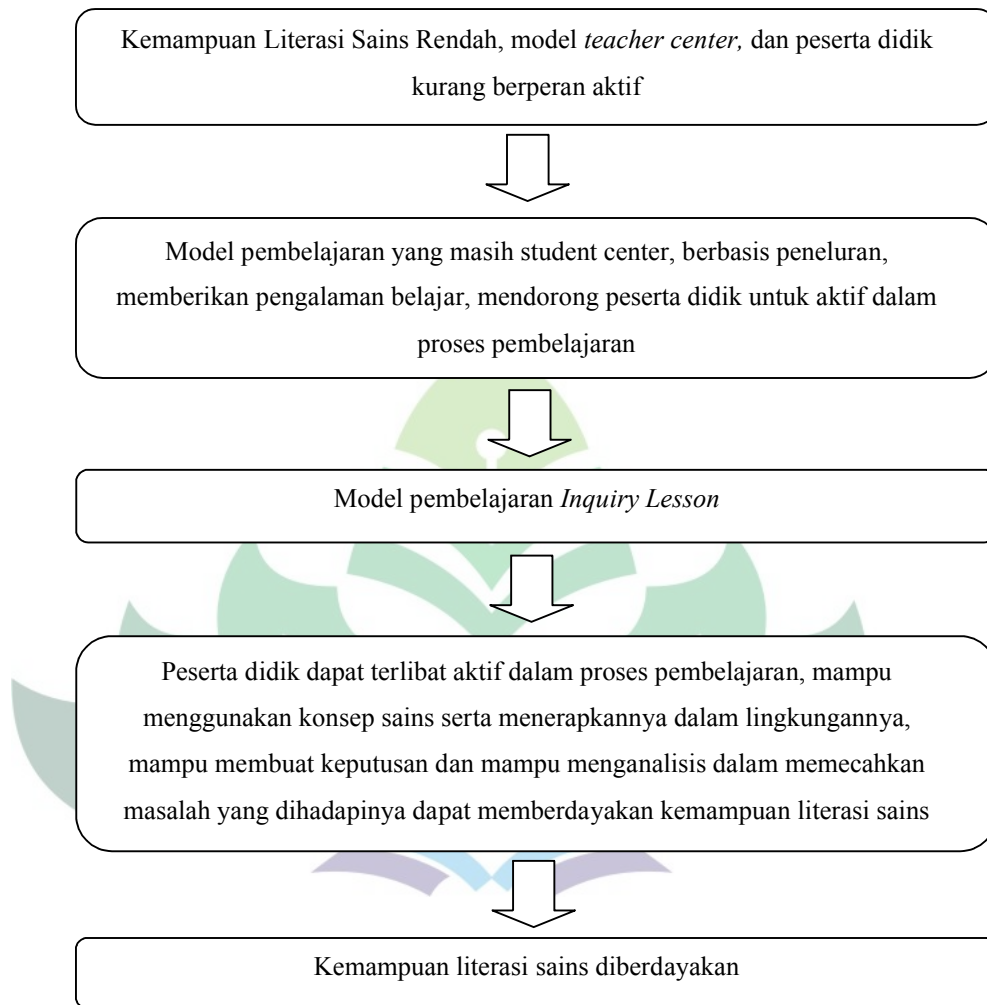 Kemampuan Literasi Sains Rendah, model teacher center, dan peserta didik
kurang berperan aktif
Model pembelajaran yang masih student center, berbasis peneluran,
memberikan pengalaman belajar, mendorong peserta didik untuk aktif dalam
proses pembelajaran
Model pembelajaran Inquiry Lesson
Peserta didik dapat terlibat aktif dalam proses pembelajaran, mampu
menggunakan konsep sains serta menerapkannya dalam lingkungannya,
mampu membuat keputusan dan mampu menganalisis dalam memecahkan
masalah yang dihadapinya dapat memberdayakan kemampuan literasi sains
Kemampuan literasi sains diberdayakan